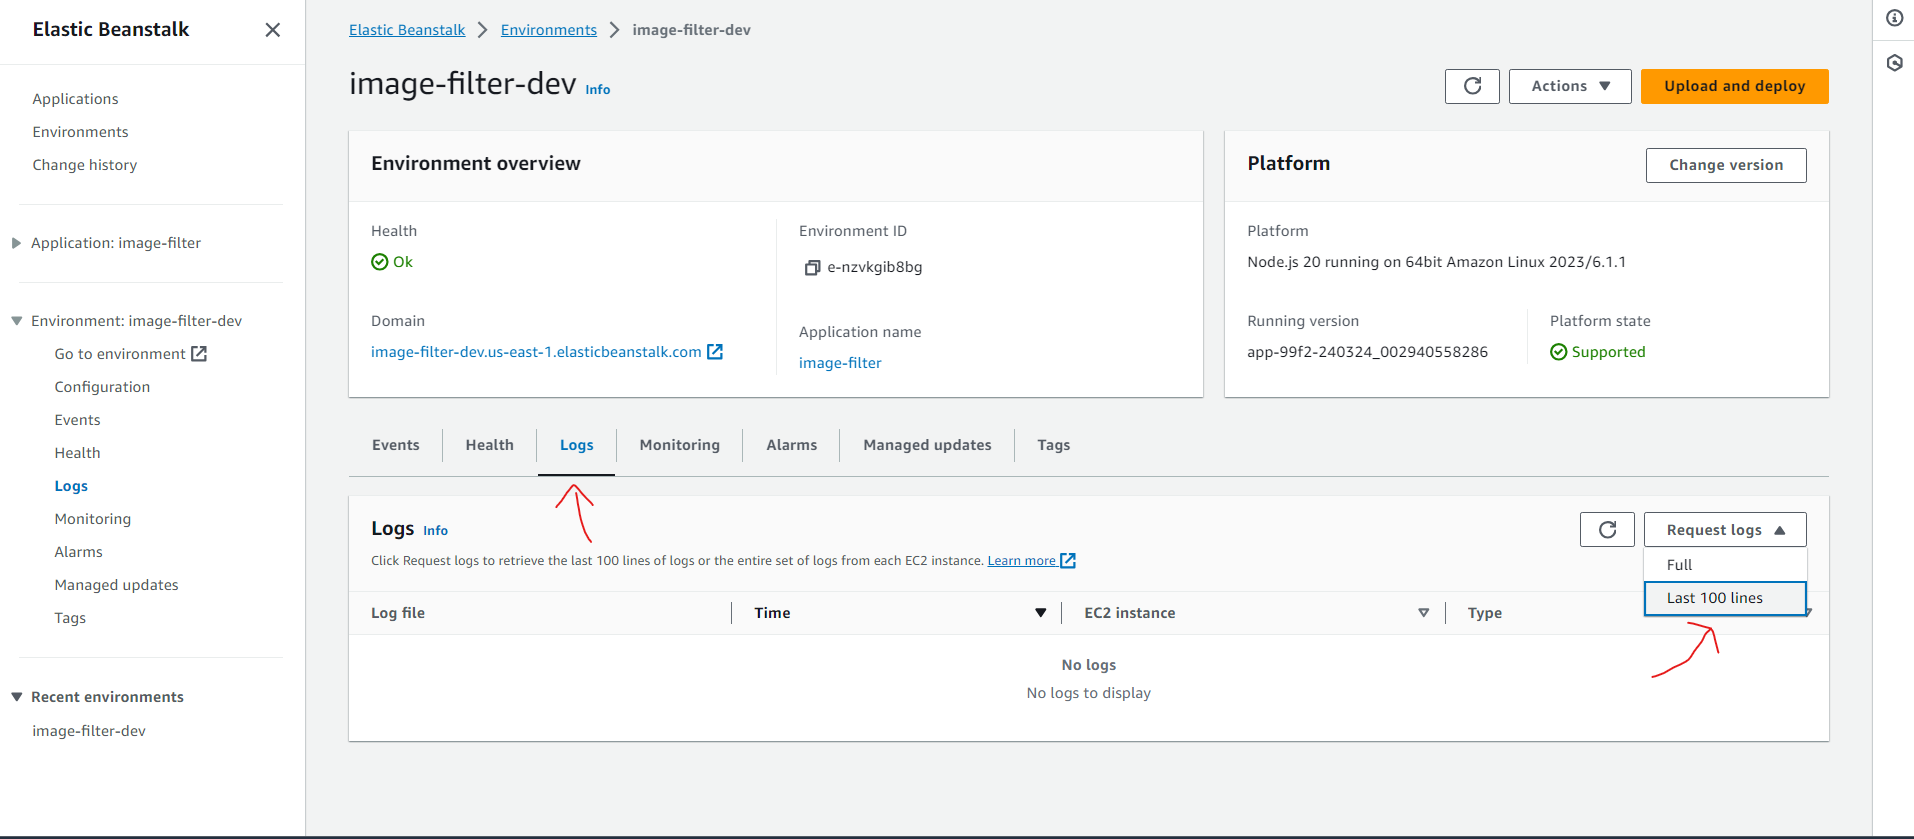 Elastic Beanstalk
Applications
Environments
Change history
Application: image-filter
Environment: image-filter-dev
Go to environment
Configuration
Events
Health
Logs
Monitoring
Alarms
Managed updates
Tags
Recent environments
image-filter-dev
Elastic Beanstalk > Environments > image-filter-dev
image-filter-dev Info
Actions
Upload and deploy
Environment overview
Health
Ok
Environment ID
e-nzvkgib8bg
Domain
image-filter-dev.us-east-1.elasticbeanstalk.com
Application name
image-filter
Platform
Change version
Platform
Node.js 20 running on 64bit Amazon Linux 2023/6.1.1
Running version
app-99f2-240324_002940558286
Platform state
Supported
Events Health Logs Monitoring Alarms Managed updates Tags
Logs Info
Click Request logs to retrieve the last 100 lines of logs or the entire set of logs from each EC2 instance. Learn more
Request logs
Full
Last 100 lines
Log file Time EC2 instance Type
No logs
No logs to display